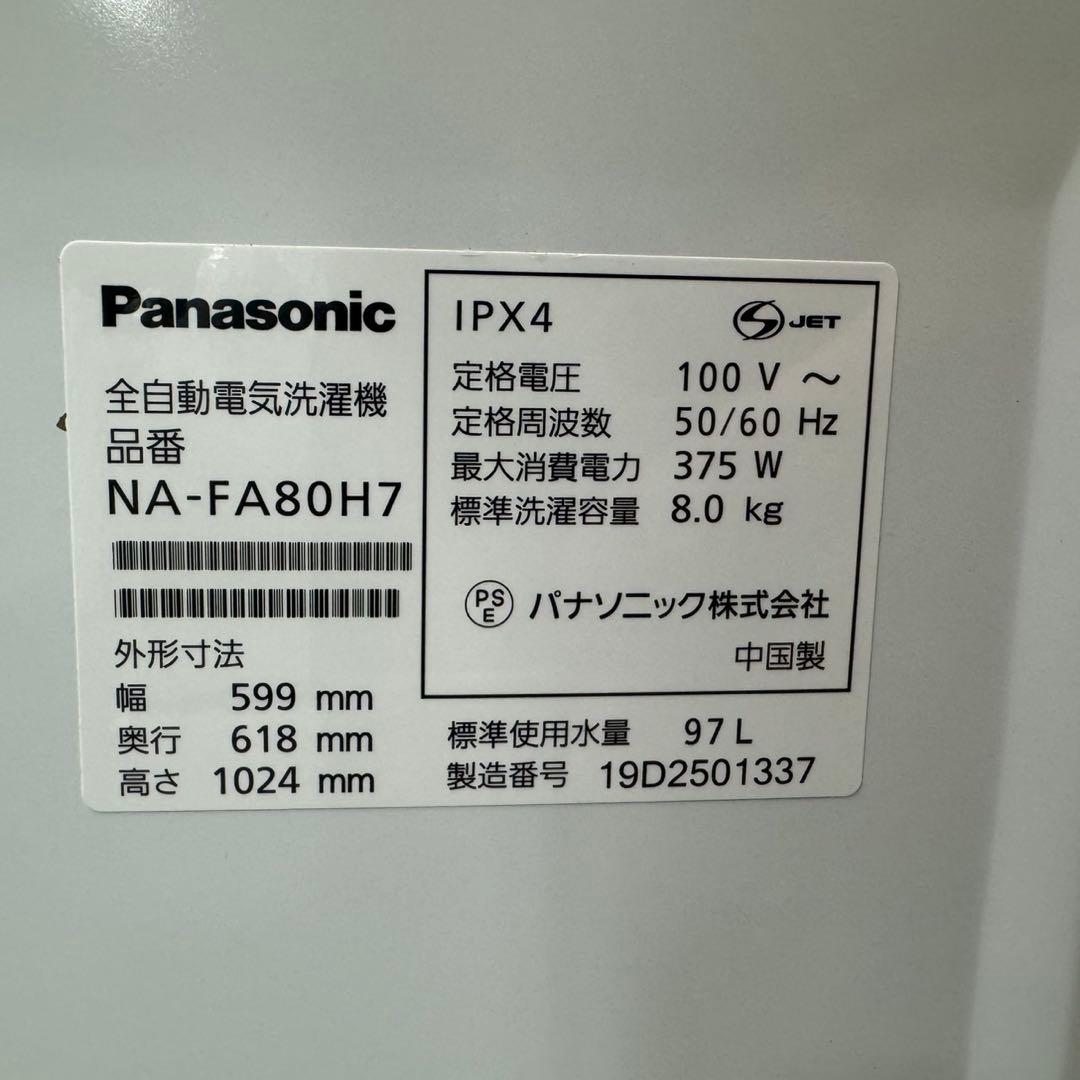 Panasonic
全自動電気洗濯機
品番
NA-FA80H7
外形寸法
幅 599 mm
奥行 618 mm
高さ 1024 mm
IPX4
S JET
定格電圧 100 V ～
定格周波数 50/60 Hz
最大消費電力 375 W
標準洗濯容量 8.0 kg
PSE パナソニック株式会社
中国製
標準使用水量 97 L
製造番号 19D2501337